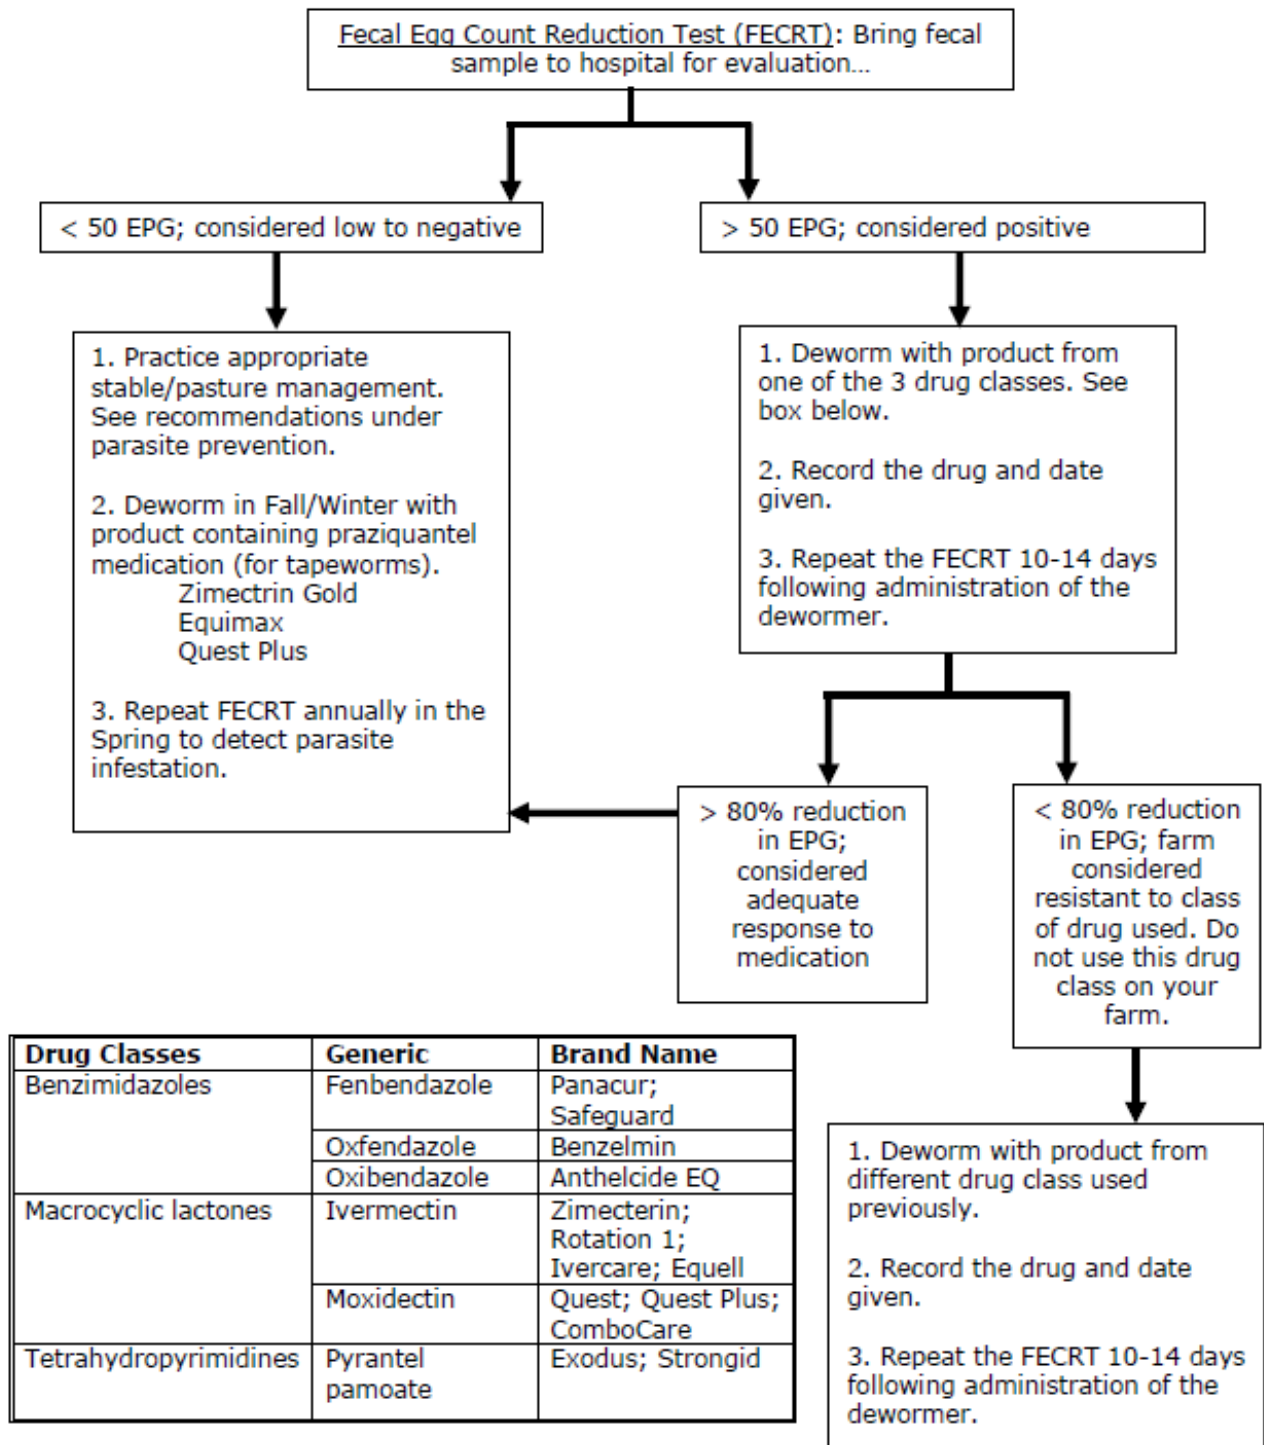 Fecal Egg Count Reduction Test (FECRT): Bring fecal
sample to hospital for evaluation...
< 50 EPG; considered low to negative
> 50 EPG; considered positive
1. Practice appropriate
stable/pasture management.
See recommendations under
parasite prevention.
2. Deworm in Fall/Winter with
product containing praziquantel
medication (for tapeworms).
Zimectrin Gold
Equimax
Quest Plus
3. Repeat FECRT annually in the
Spring to detect parasite
infestation.
1. Deworm with product from
one of the 3 drug classes. See
box below.
2. Record the drug and date
given.
3. Repeat the FECRT 10-14 days
following administration of the
dewormer.
> 80% reduction
in EPG;
considered
adequate
response to
medication
< 80% reduction
in EPG; farm
considered
resistant to class
of drug used. Do
not use this drug
class on your
farm.
Drug Classes Generic Brand Name
Benzimidazoles Fenbendazole Panacur;
Safeguard
Oxfendazole Benzelmin
Oxibendazole Anthelcide EQ
Macrocyclic lactones Ivermectin Zimecterin;
Rotation 1;
Ivercare; Equell
Moxidectin Quest; Quest Plus;
ComboCare
Tetrahydropyrimidines Pyrantel Exodus; Strongid
pamoate
1. Deworm with product from
different drug class used
previously.
2. Record the drug and date
given.
3. Repeat the FECRT 10-14 days
following administration of the
dewormer.